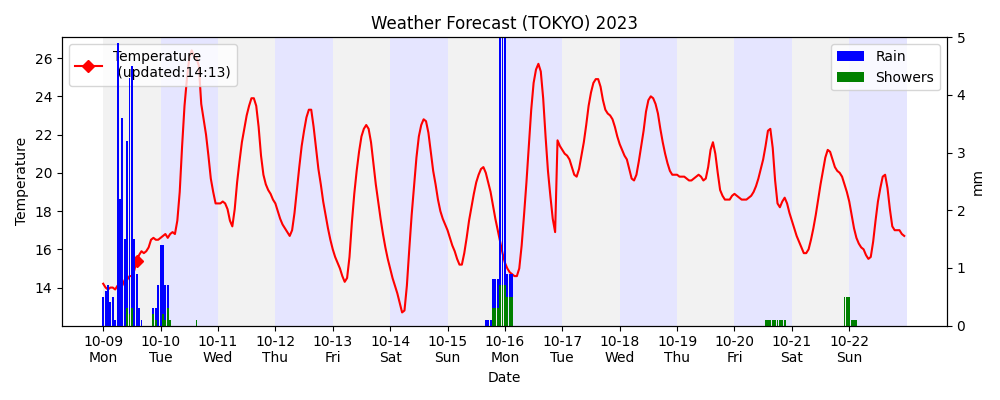 Weather Forecast (TOKYO) 2023
Temperature
(updated:14:13)
Rain
Showers
Temperature
26
24
22
20
18
16
14
5
4
3
2
1
0
mm
10-09 10-10 10-11 10-12 10-13 10-14 10-15 10-16 10-17 10-18 10-19 10-20 10-21 10-22
Mon Tue Wed Thu Fri Sat Sun Mon Tue Wed Thu Fri Sat Sun
Date